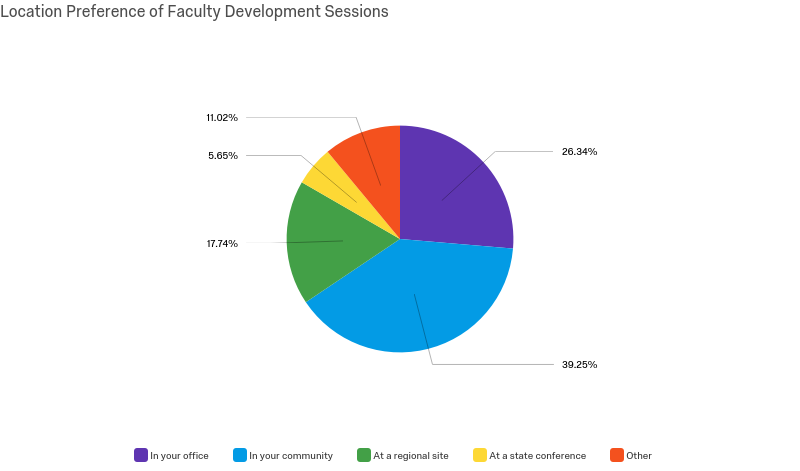 Location Preference of Faculty Development Sessions
11.02%
26.34%
5.65%
17.74%
39.25%
In your office In your community At a regional site At a state conference Other